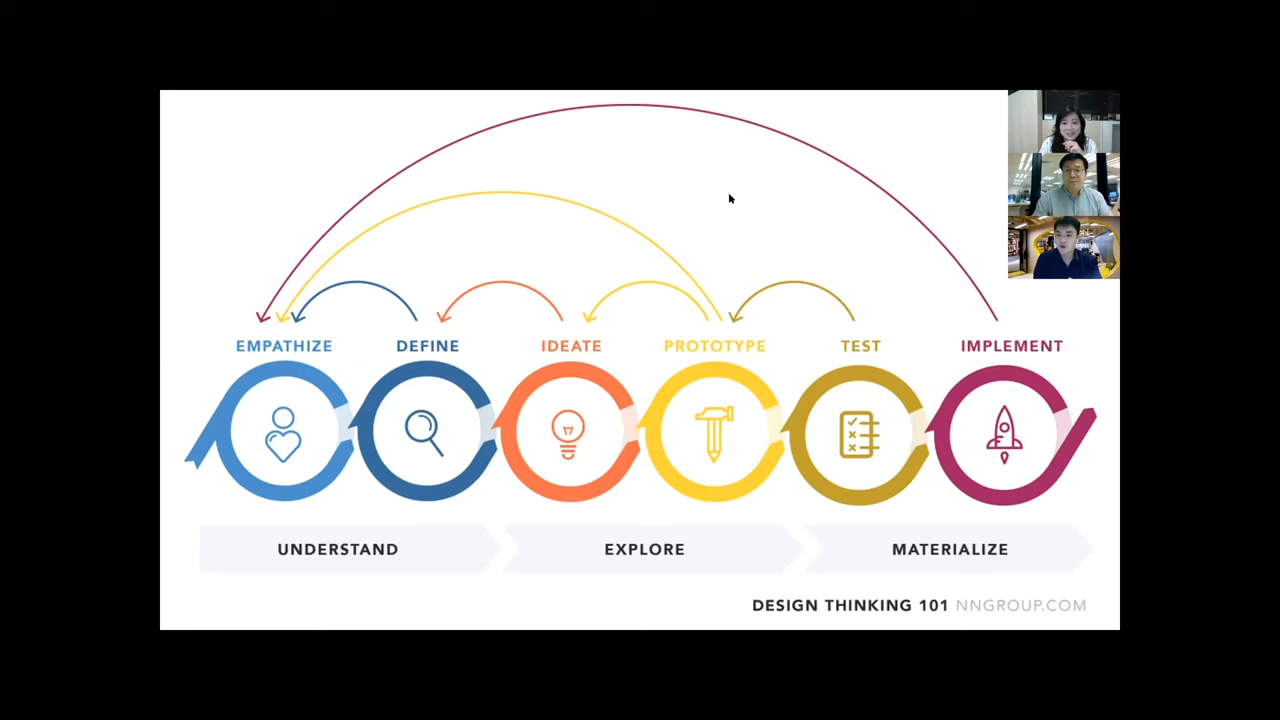 EMPATHIZE DEFINE IDEATE PROTOTYPE TEST IMPLEMENT
UNDERSTAND EXPLORE MATERIALIZE
DESIGN THINKING 101 NNGROUP.COM